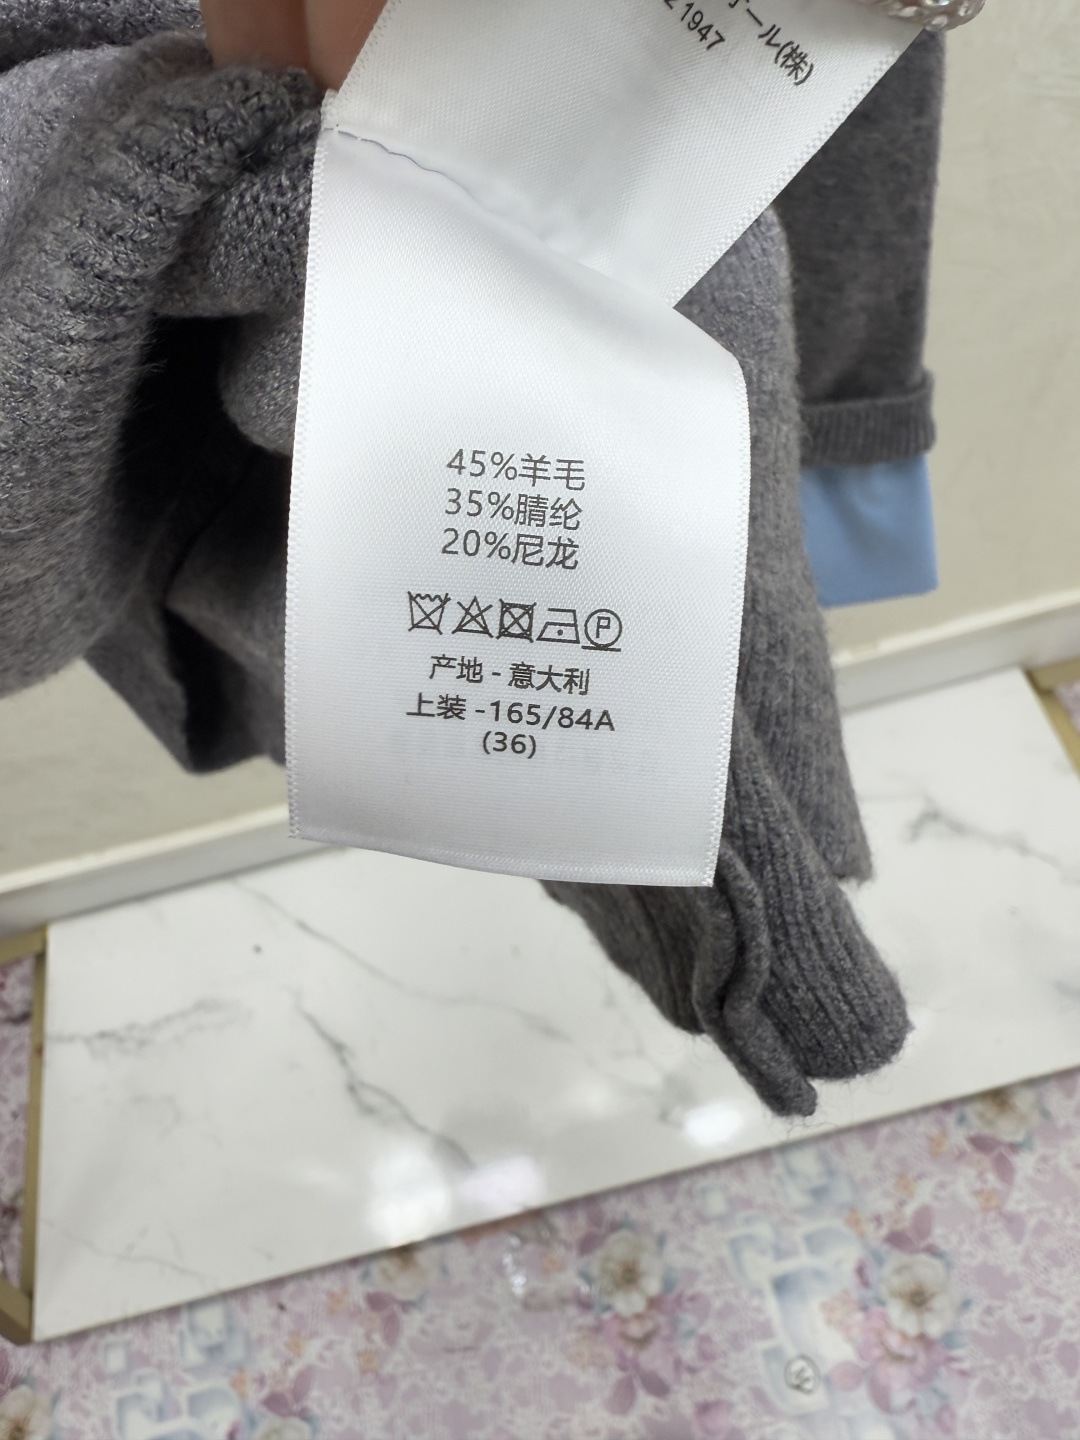 ール(株)
1947
45%羊毛
35%腈纶
20%尼龙
P
产地 - 意大利
上装 -165/84A
(36)